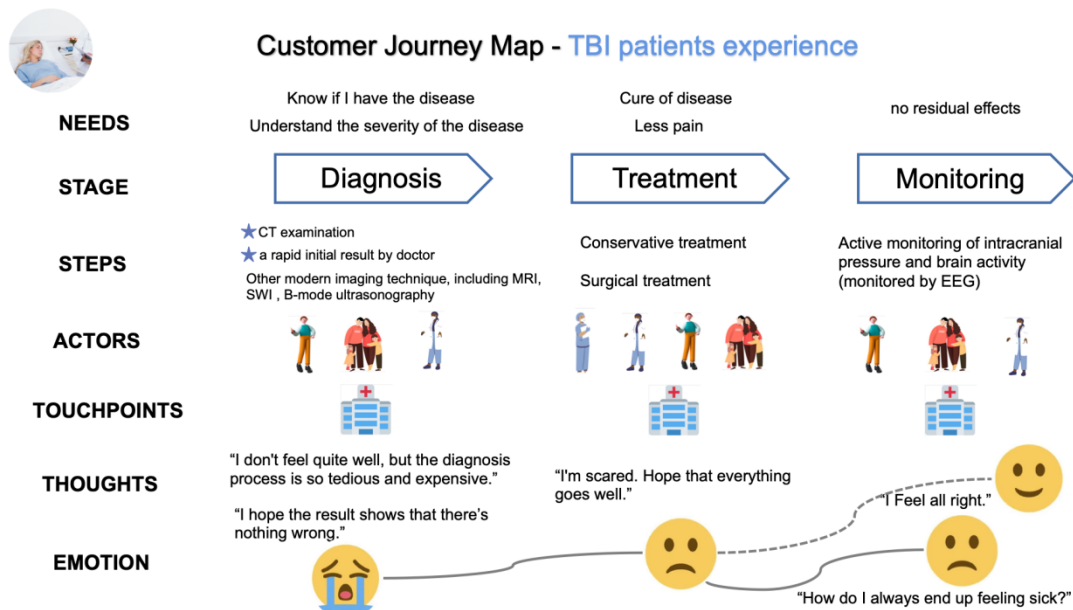 Customer Journey Map - TBI patients experience
NEEDS
Know if I have the disease
Understand the severity of the disease
Cure of disease
Less pain
no residual effects
STAGE
Diagnosis
Treatment
Monitoring
STEPS
CT examination
a rapid initial result by doctor
Other modern imaging technique, including MRI,
SWI , B-mode ultrasonography
Conservative treatment
Surgical treatment
Active monitoring of intracranial
pressure and brain activity
(monitored by EEG)
ACTORS
TOUCHPOINTS
THOUGHTS
“I don't feel quite well, but the diagnosis
process is so tedious and expensive.”
“I hope the result shows that there’s
nothing wrong.”
“I'm scared. Hope that everything
goes well.”
“I Feel all right.”
EMOTION
“How do I always end up feeling sick?”